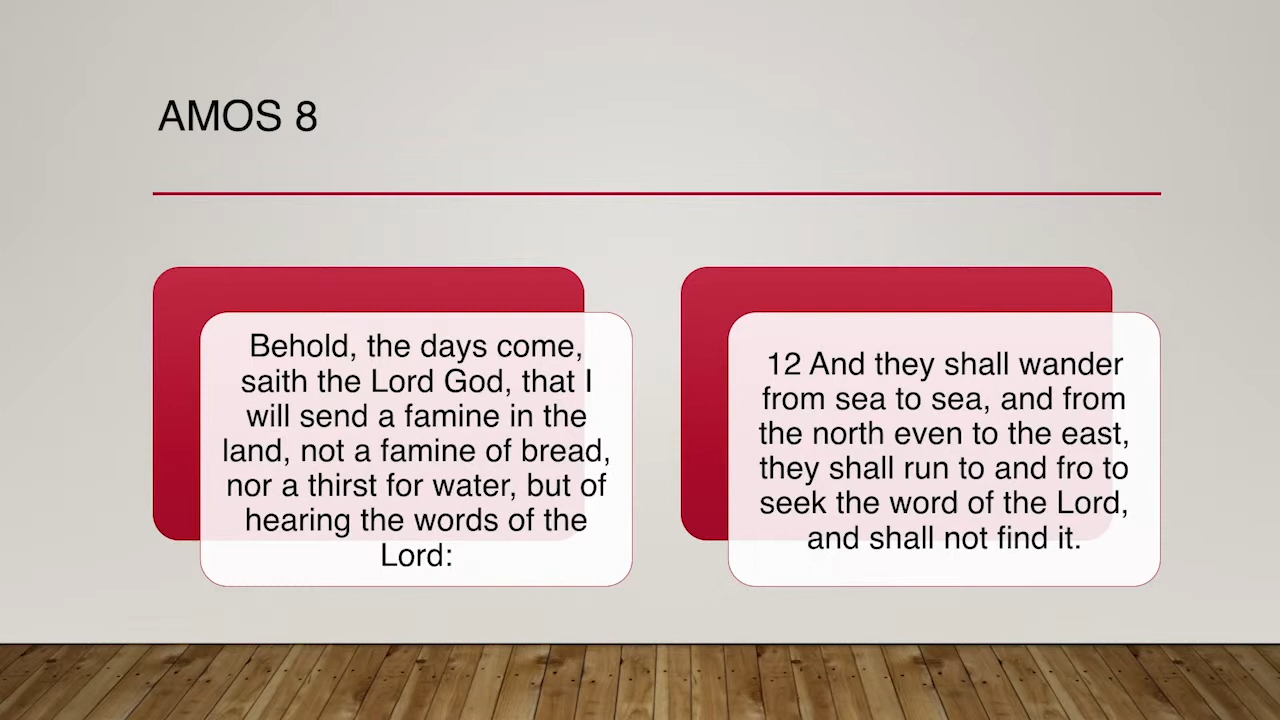 AMOS 8
Behold, the days come,
saith the Lord God, that I
will send a famine in the
land, not a famine of bread,
nor a thirst for water, but of
hearing the words of the
Lord:
12 And they shall wander
from sea to sea, and from
the north even to the east,
they shall run to and fro to
seek the word of the Lord,
and shall not find it.